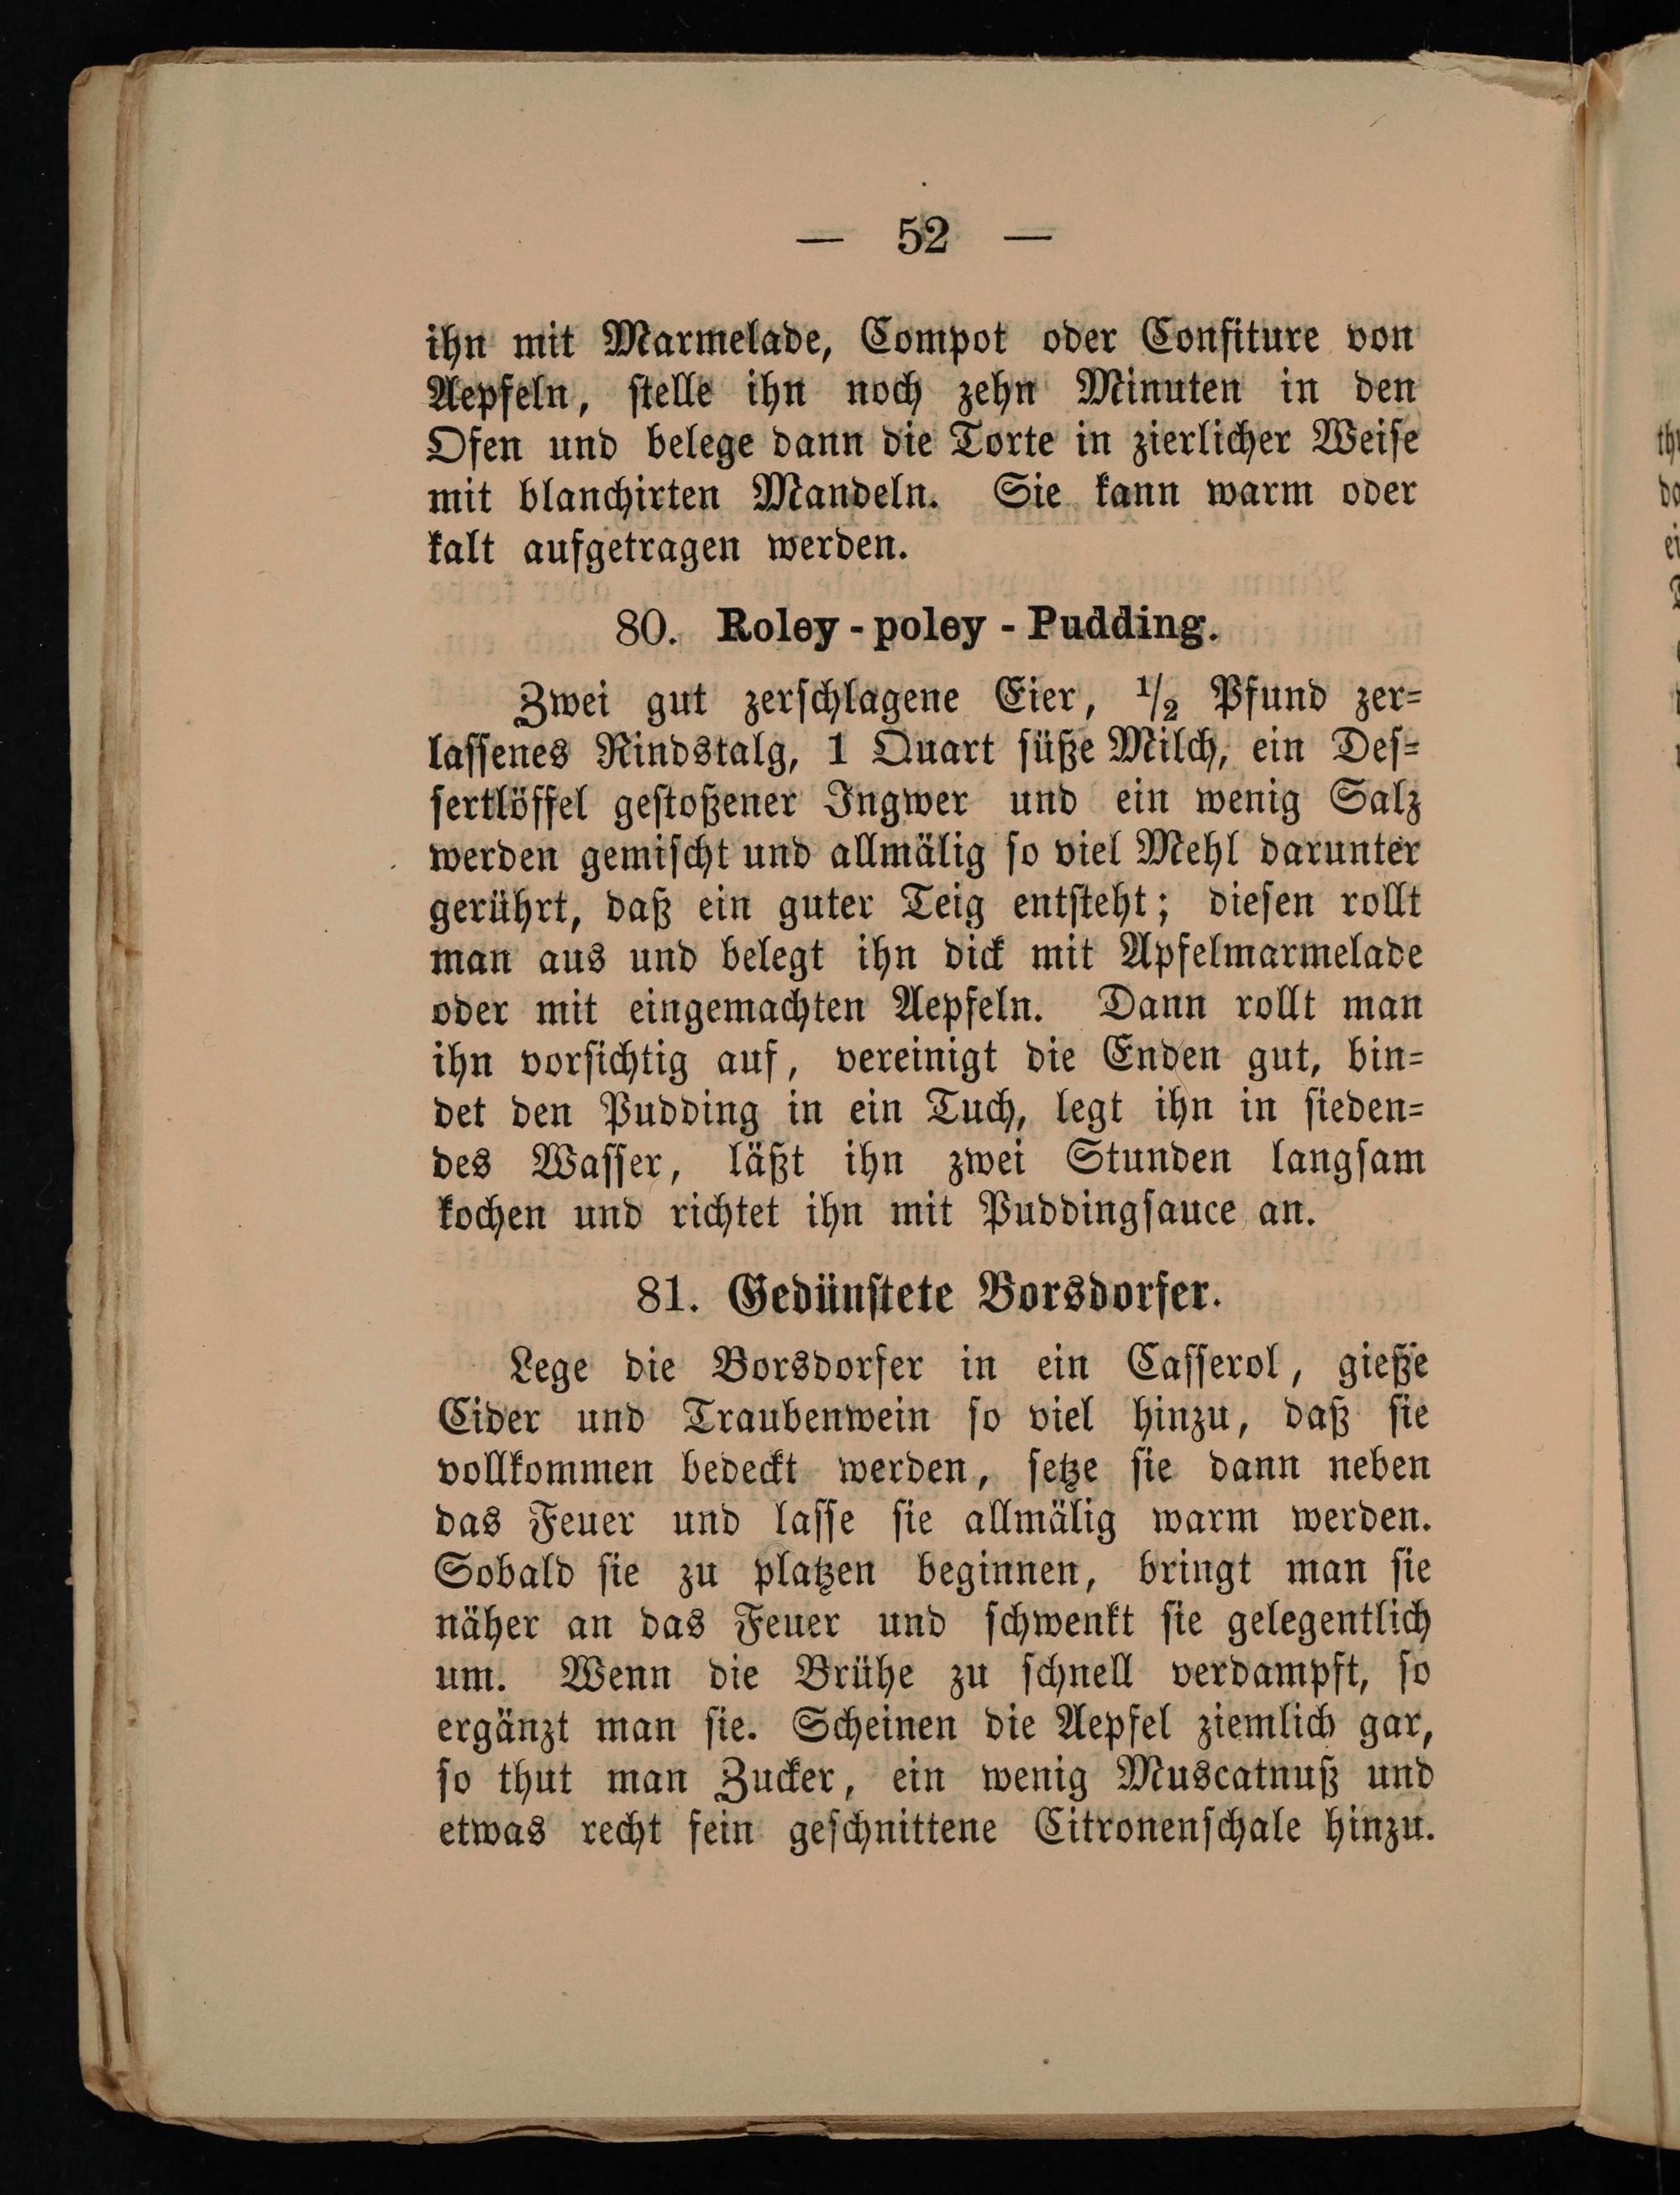 — 52 —
ihn mit Marmelade, Compot oder Confiture von
Aepfeln, stelle ihn noch zehn Minuten in den
Ofen und belege dann die Torte in zierlicher Weise
mit blanchirten Mandeln. Sie kann warm oder
kalt aufgetragen werden.
80. Roley-poley-Pudding.
Zwei gut zerschlagene Eier, 1/2 Pfund zer-
lassenes Rindstalg, 1 Quart süße Milch, ein Des-
sertlöffel gestoßener Ingwer und ein wenig Salz
werden gemischt und allmälig so viel Mehl darunter
gerührt, daß ein guter Teig entsteht; diesen rollt
man aus und belegt ihn dick mit Apfelmarmelade
oder mit eingemachten Aepfeln. Dann rollt man
ihn vorsichtig auf, vereinigt die Enden gut, bin-
det den Pudding in ein Tuch, legt ihn in sieden-
des Wasser, läßt ihn zwei Stunden langsam
kochen und richtet ihn mit Puddingsauce an.
81. Gedünstete Borsdorfer.
Lege die Borsdorfer in ein Casserol, gieße
Cider und Traubenwein so viel hinzu, daß sie
vollkommen bedeckt werden, setze sie dann neben
das Feuer und lasse sie allmälig warm werden.
Sobald sie zu platzen beginnen, bringt man sie
näher an das Feuer und schwenkt sie gelegentlich
um. Wenn die Brühe zu schnell verdampft, so
ergänzt man sie. Scheinen die Aepfel ziemlich gar,
so thut man Zucker, ein wenig Muscatnuß und
etwas recht fein geschnittene Citronenschale hinzu.